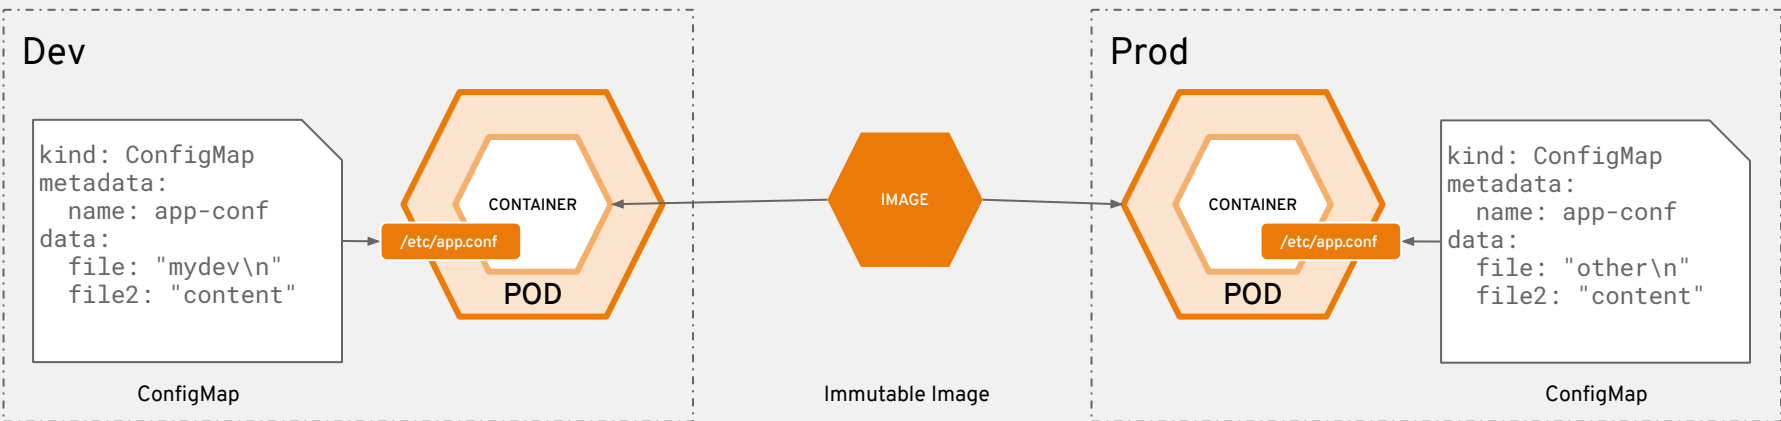 Dev
kind: ConfigMap
metadata:
  name: app-conf
data:
  file: "mydev\n"
  file2: "content"
ConfigMap
CONTAINER
/etc/app.conf
POD
IMAGE
Immutable Image
Prod
CONTAINER
/etc/app.conf
POD
kind: ConfigMap
metadata:
  name: app-conf
data:
  file: "other\n"
  file2: "content"
ConfigMap